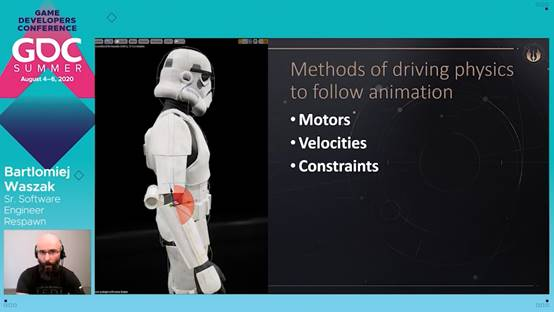 GAME
DEVELOPERS
CONFERENCE
GDC
SUMMER
August 4–6, 2020
Bartlomiej
Waszak
Sr. Software
Engineer
Respawn
Methods of driving physics
to follow animation
• Motors
• Velocities
• Constraints